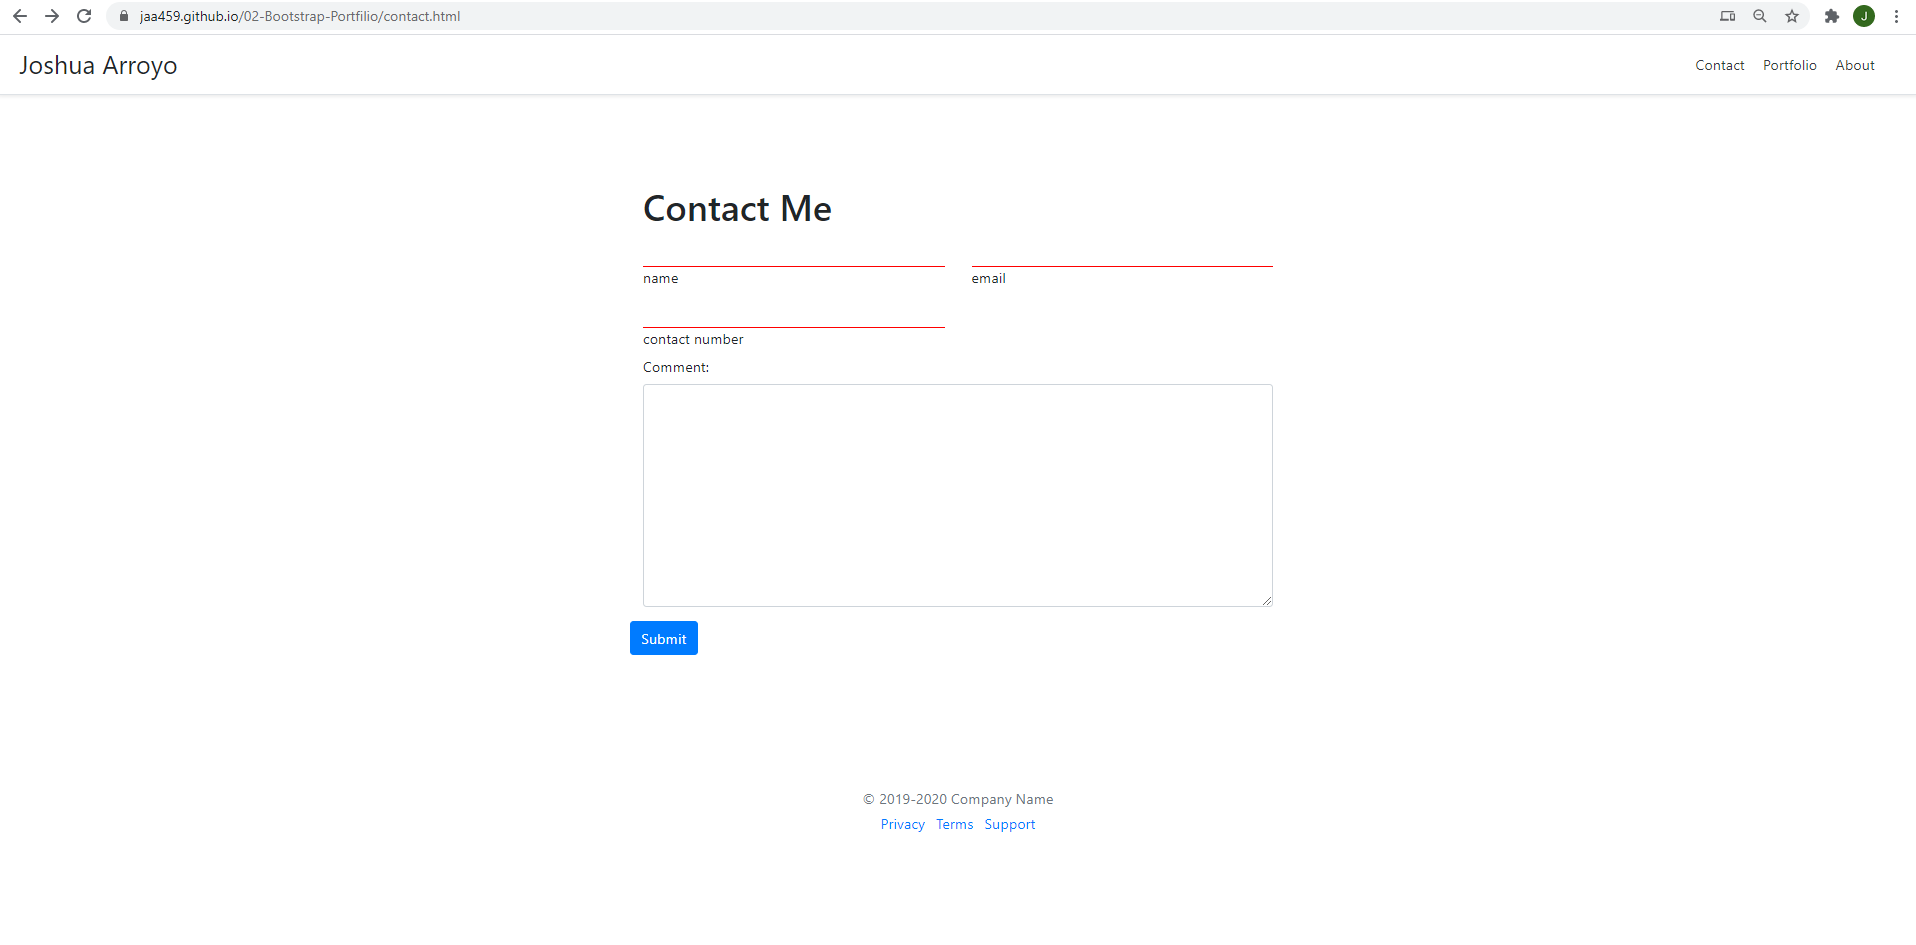 jaa459.github.io/02-Bootstrap-Portfilio/contact.html
J
Joshua Arroyo
Contact Portfolio About
Contact Me
name email
contact number
Comment:
Submit
© 2019-2020 Company Name
Privacy Terms Support